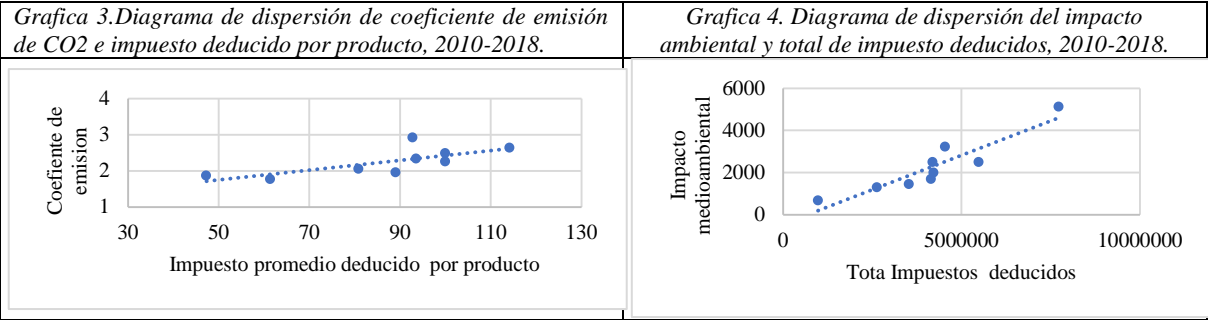 Grafica 3.Diagrama de dispersión de coeficiente de emisión
de CO2 e impuesto deducido por producto, 2010-2018.
Grafica 4. Diagrama de dispersión del impacto
ambiental y total de impuesto deducidos, 2010-2018.
4
3
2
1
Coefiente de
emision
30 50 70 90 110 130
Impuesto promedio deducido por producto
6000
4000
2000
0
Impacto
medioambiental
0 5000000 10000000
Tota Impuestos deducidos